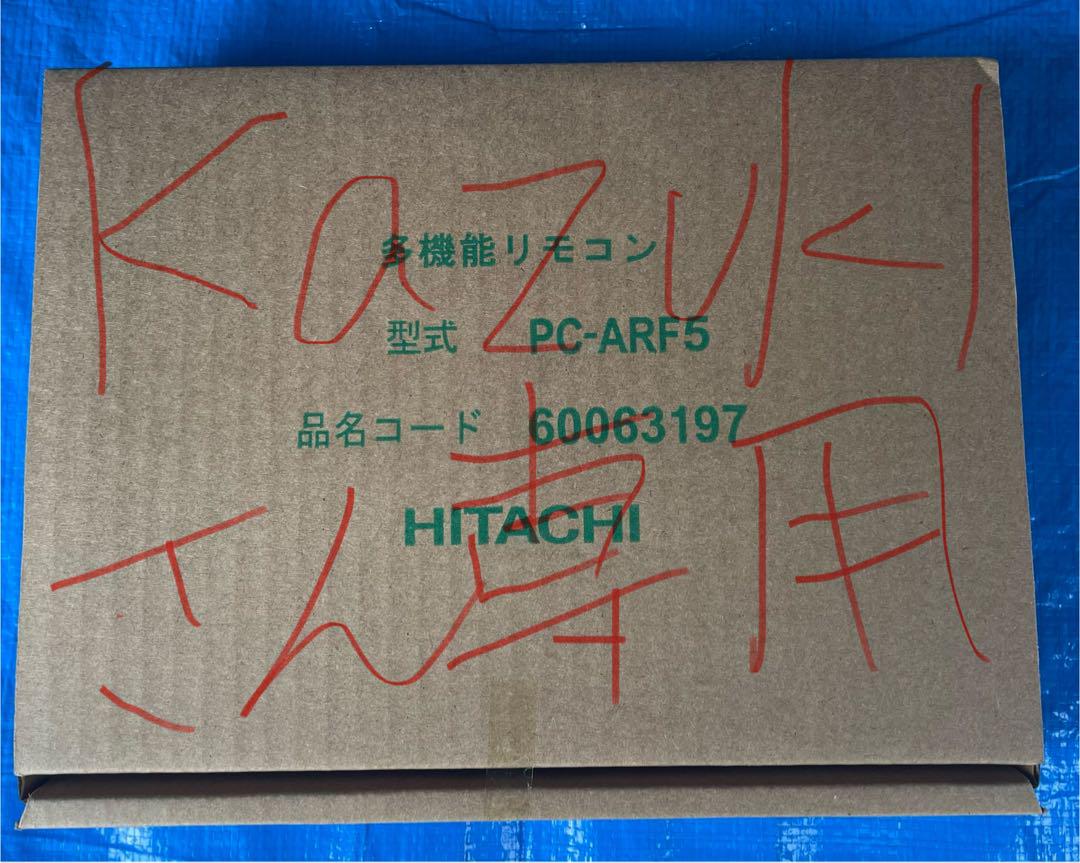 Kazuki
多機能リモコン
型式 PC-ARF5
品名コード 60063197
HITACHI
さん専用